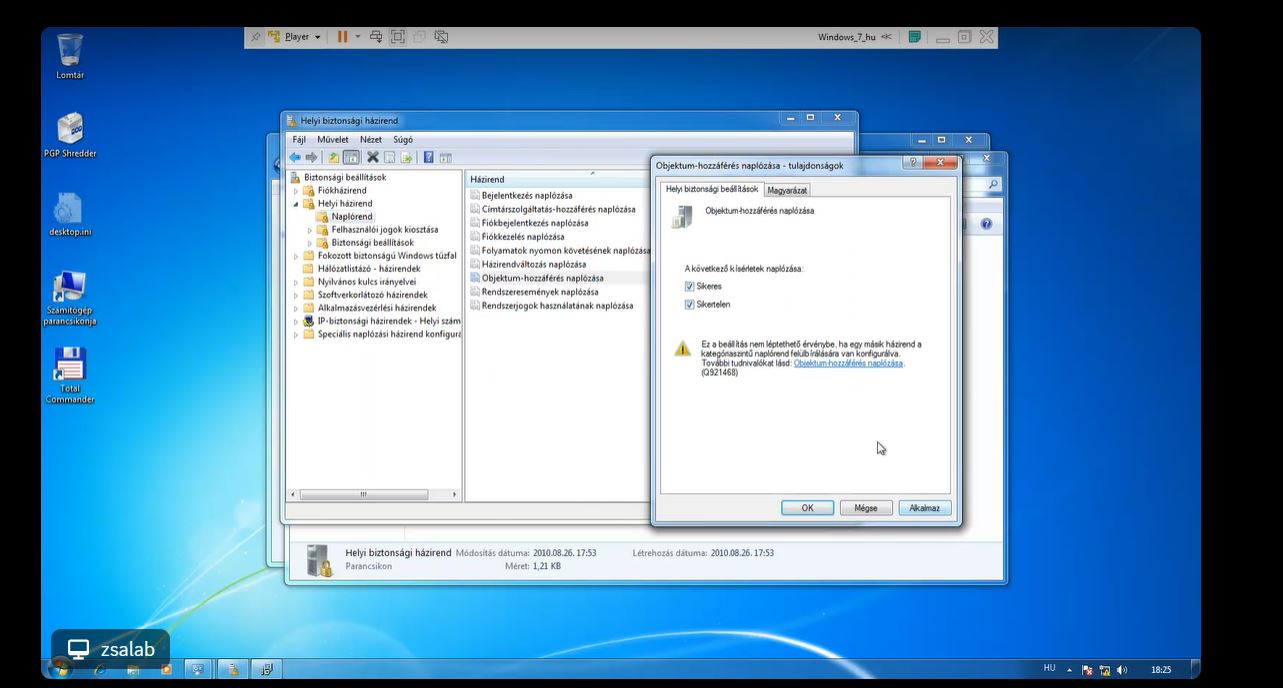 Player
Windows_7_hu
Lomtár
PGP Shredder
desktop.ini
Számítógép
parancsikonja
Total
Commander
Helyi biztonsági házirend
Fájl Művelet Nézet Súgó
Biztonsági beállítások
Fiókházirend
Helyi házirend
Naplórend
Felhasználói jogok kiosztása
Biztonsági beállítások
Fokozott biztonságú Windows tűzfal
Hálózatlistázó - házirendek
Nyilvános kulcs irányelvei
Szoftverkorlátozó házirendek
Alkalmazásvezérlési házirendek
IP-biztonsági házirendek - Helyi szám
Speciális naplózási házirend konfigurá
Házirend
Bejelentkezés naplózása
Címtárszolgáltatás-hozzáférés naplózása
Fiókbejelentkezés naplózása
Fiókkezelés naplózása
Folyamatok nyomon követésének naplózása
Házirendváltozás naplózása
Objektum-hozzáférés naplózása
Rendszeresemények naplózása
Rendszerjogok használatának naplózása
Objektum-hozzáférés naplózása - tulajdonságok
Helyi biztonsági beállítások Magyarázat
Objektum-hozzáférés naplózása
A következő kísérletek naplózása:
Sikeres
Sikertelen
Ez a beállítás nem léptethető érvénybe, ha egy másik házirend a
kategóriaszintű naplórend felülbírálására van konfigurálva.
További tudnivalókat lásd: Objektum-hozzáférés naplózása.
(Q921468)
OK Mégse Alkalmaz
Helyi biztonsági házirend Módosítás dátuma: 2010.08.26. 17:53 Létrehozás dátuma: 2010.08.26. 17:53
Parancsikon Méret: 1,21 KB
zsalab
HU 18:25